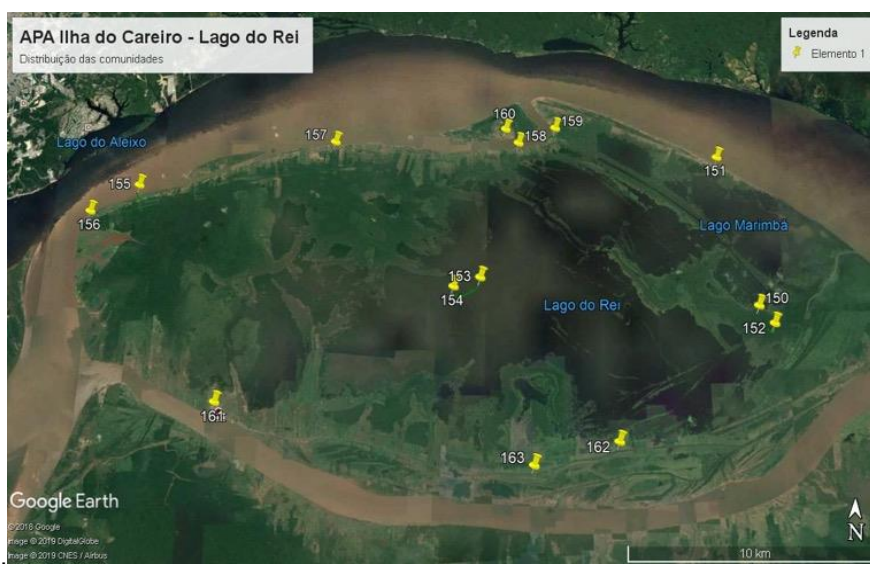 APA Ilha do Careiro - Lago do Rei
Distribuição das comunidades
Legenda
Elemento 1
Lago do Aleixo
155
156
157
160
158
159
151
Lago Marimbá
153
154
Lago do Rei
150
152
161
162
163
Google Earth
© 2018 Google
Image © 2019 DigitalGlobe
Image © 2019 CNES / Airbus
N
10 km